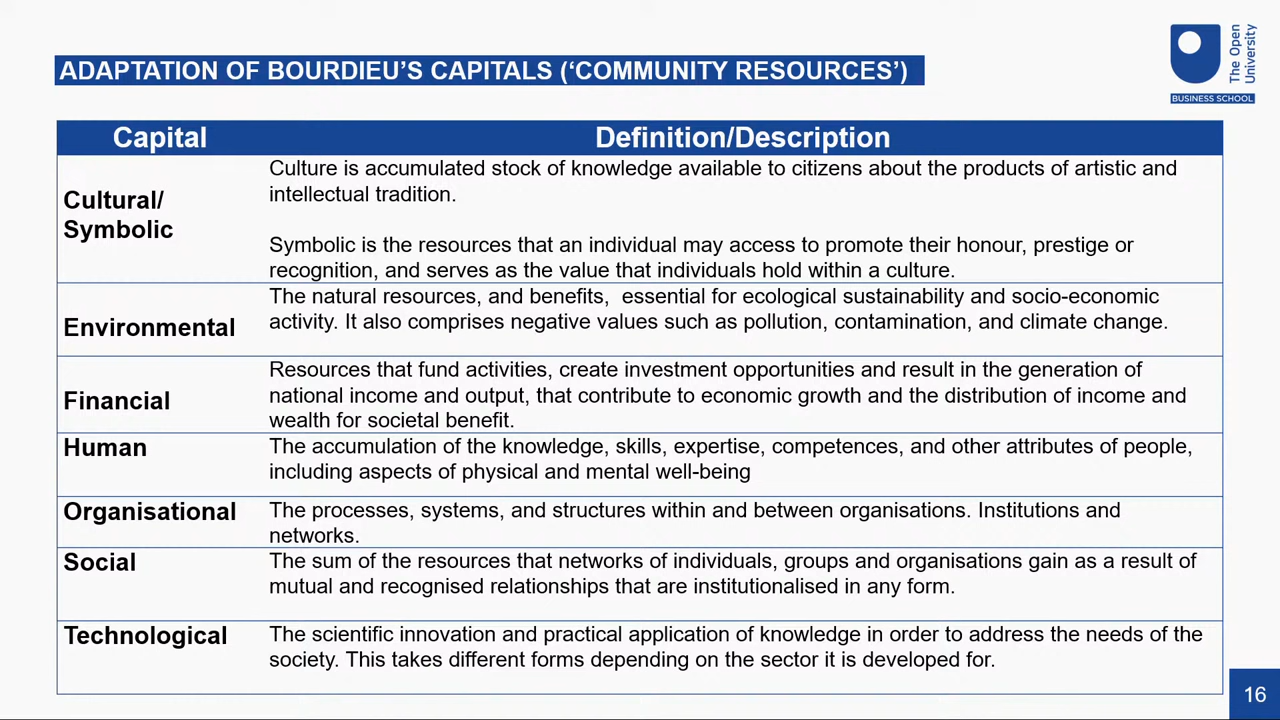 ADAPTATION OF BOURDIEU'S CAPITALS ('COMMUNITY RESOURCES')
The Open
University
BUSINESS SCHOOL
Capital
Definition/Description
Cultural/
Symbolic
Culture is accumulated stock of knowledge available to citizens about the products of artistic and
intellectual tradition.
Symbolic is the resources that an individual may access to promote their honour, prestige or
recognition, and serves as the value that individuals hold within a culture.
Environmental
The natural resources, and benefits,  essential for ecological sustainability and socio-economic
activity. It also comprises negative values such as pollution, contamination, and climate change.
Financial
Resources that fund activities, create investment opportunities and result in the generation of
national income and output, that contribute to economic growth and the distribution of income and
wealth for societal benefit.
Human
The accumulation of the knowledge, skills, expertise, competences, and other attributes of people,
including aspects of physical and mental well-being
Organisational
The processes, systems, and structures within and between organisations. Institutions and
networks.
Social
The sum of the resources that networks of individuals, groups and organisations gain as a result of
mutual and recognised relationships that are institutionalised in any form.
Technological
The scientific innovation and practical application of knowledge in order to address the needs of the
society. This takes different forms depending on the sector it is developed for.
16